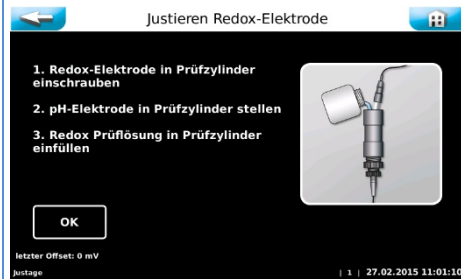 Justieren Redox-Elektrode
1. Redox-Elektrode in Prüfzylinder
einschrauben
2. pH-Elektrode in Prüfzylinder stellen
3. Redox Prüflösung in Prüfzylinder
einfüllen
OK
letzter Offset: 0 mV
Justage
| 1 | 27.02.2015 11:01:10